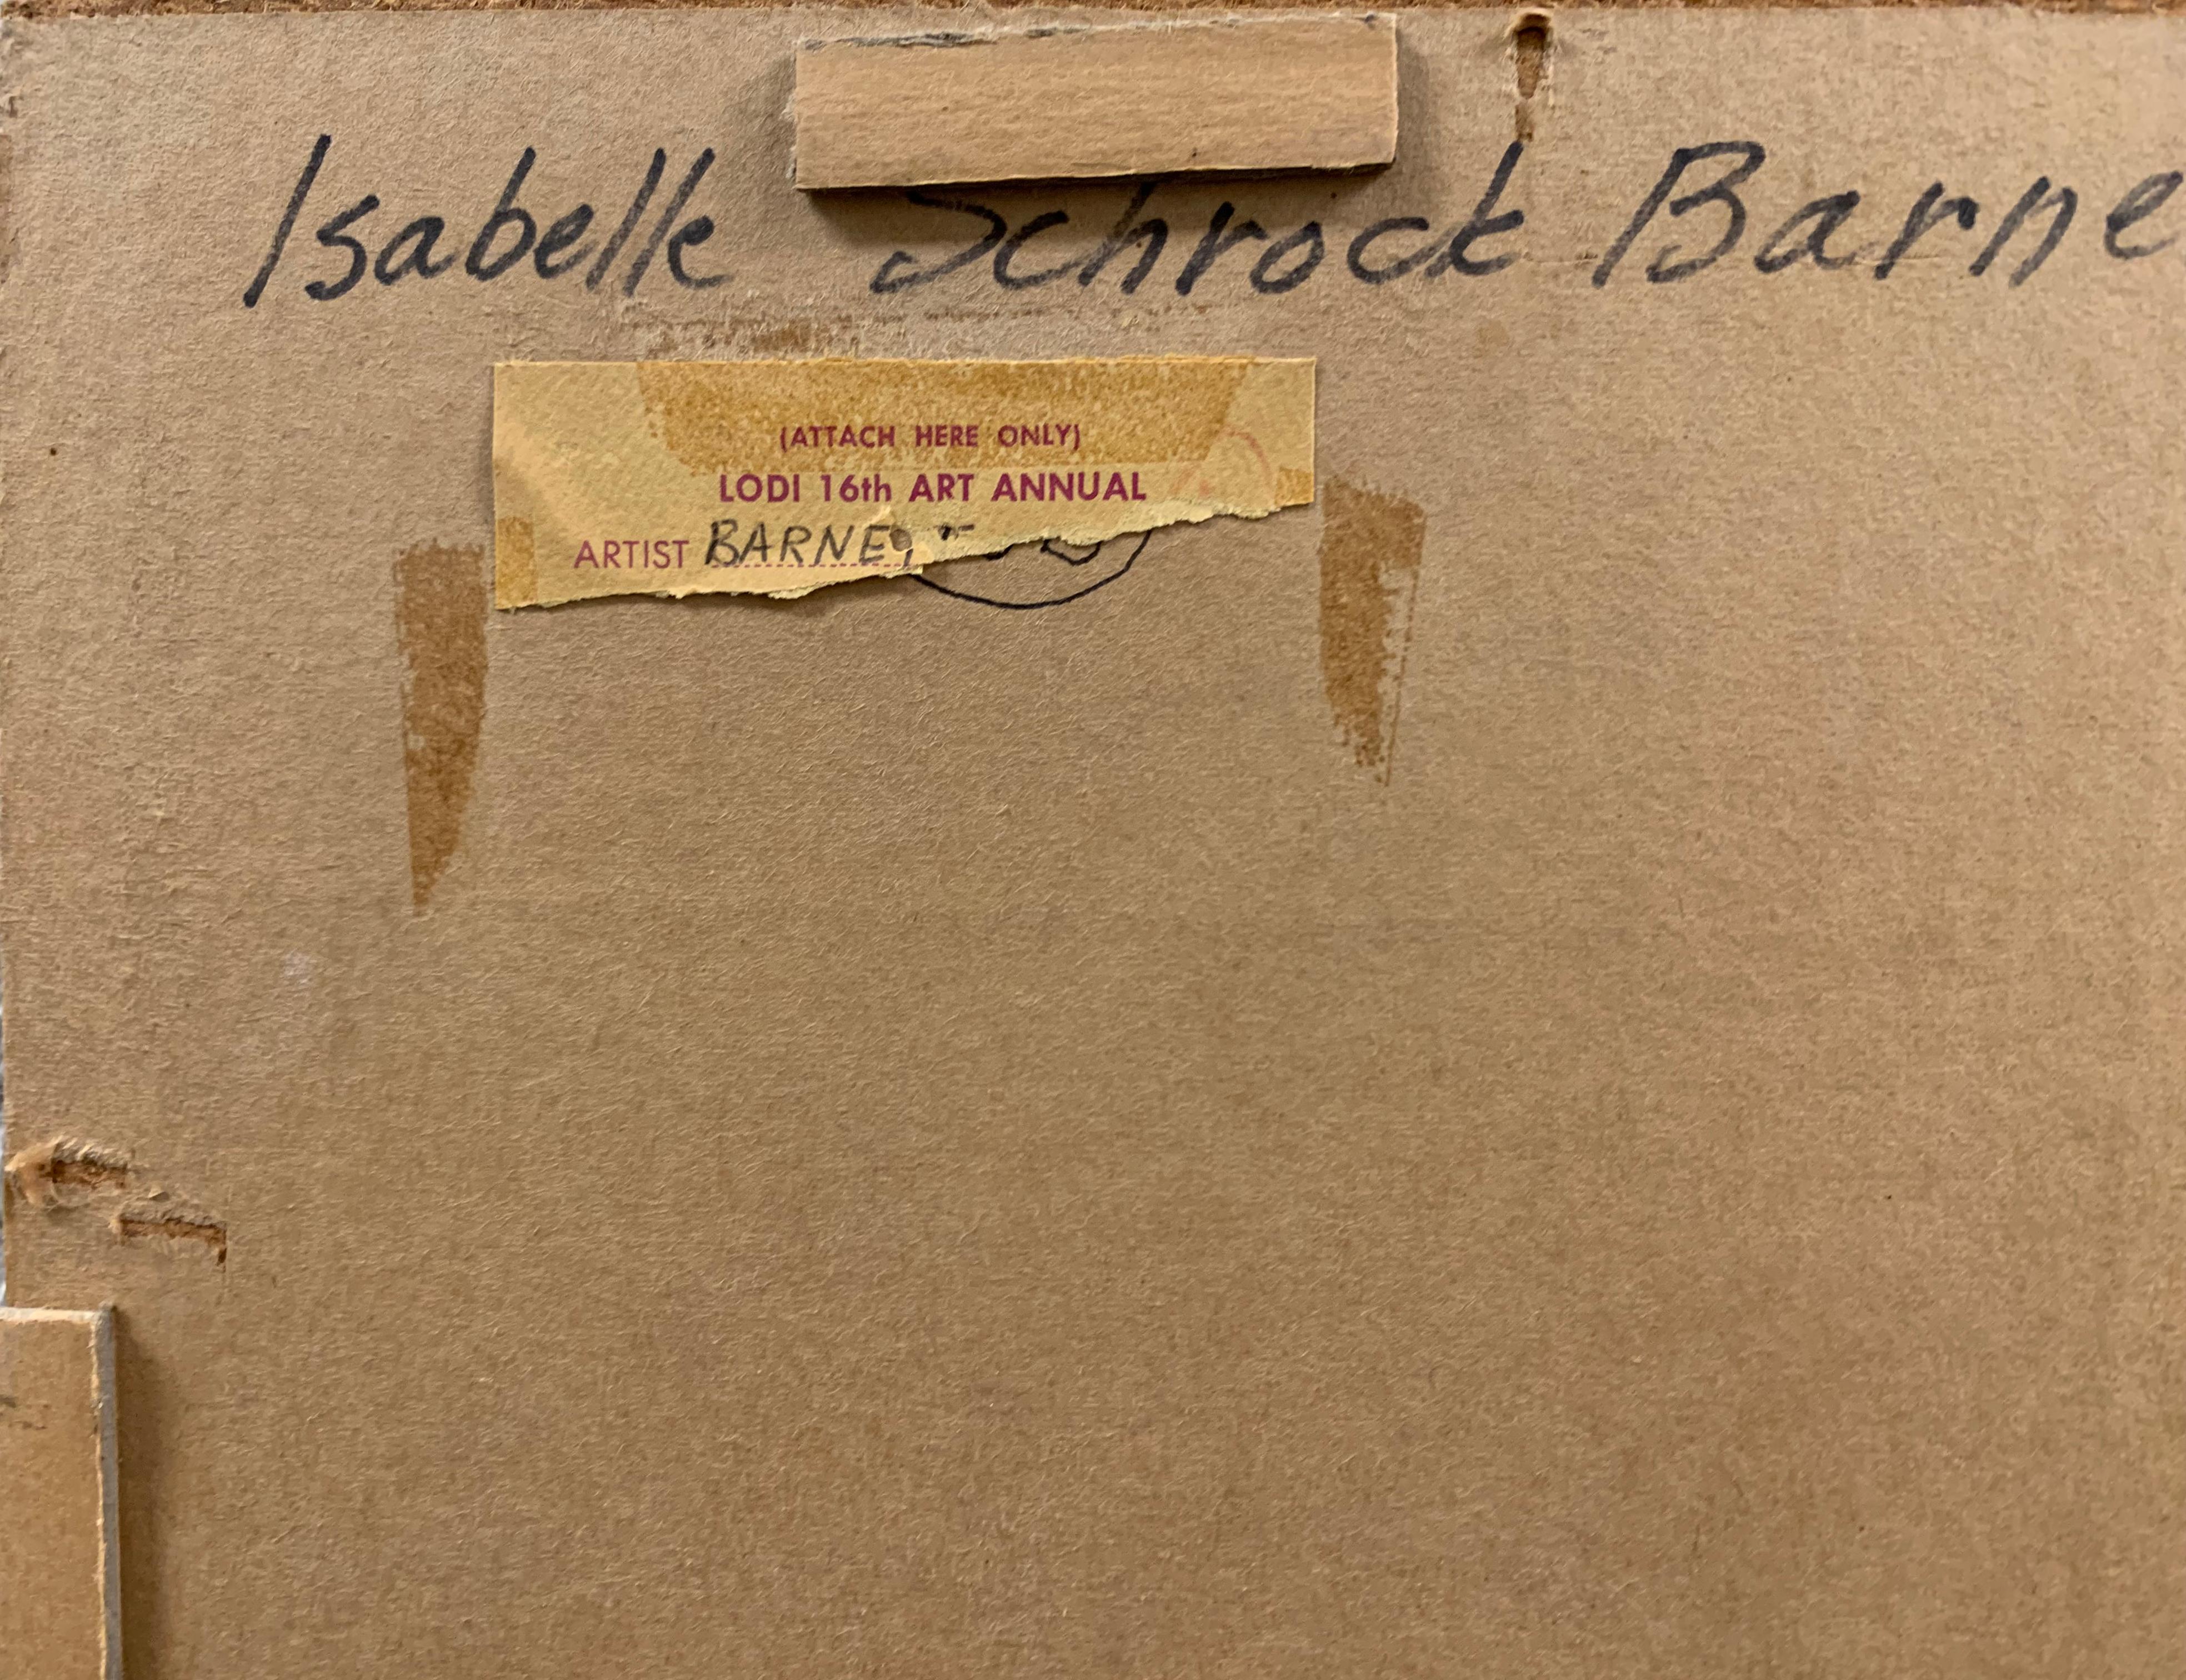 Isabelle Schrock Barne
(ATTACH HERE ONLY)
LODI 16th ART ANNUAL
ARTIST BARNE